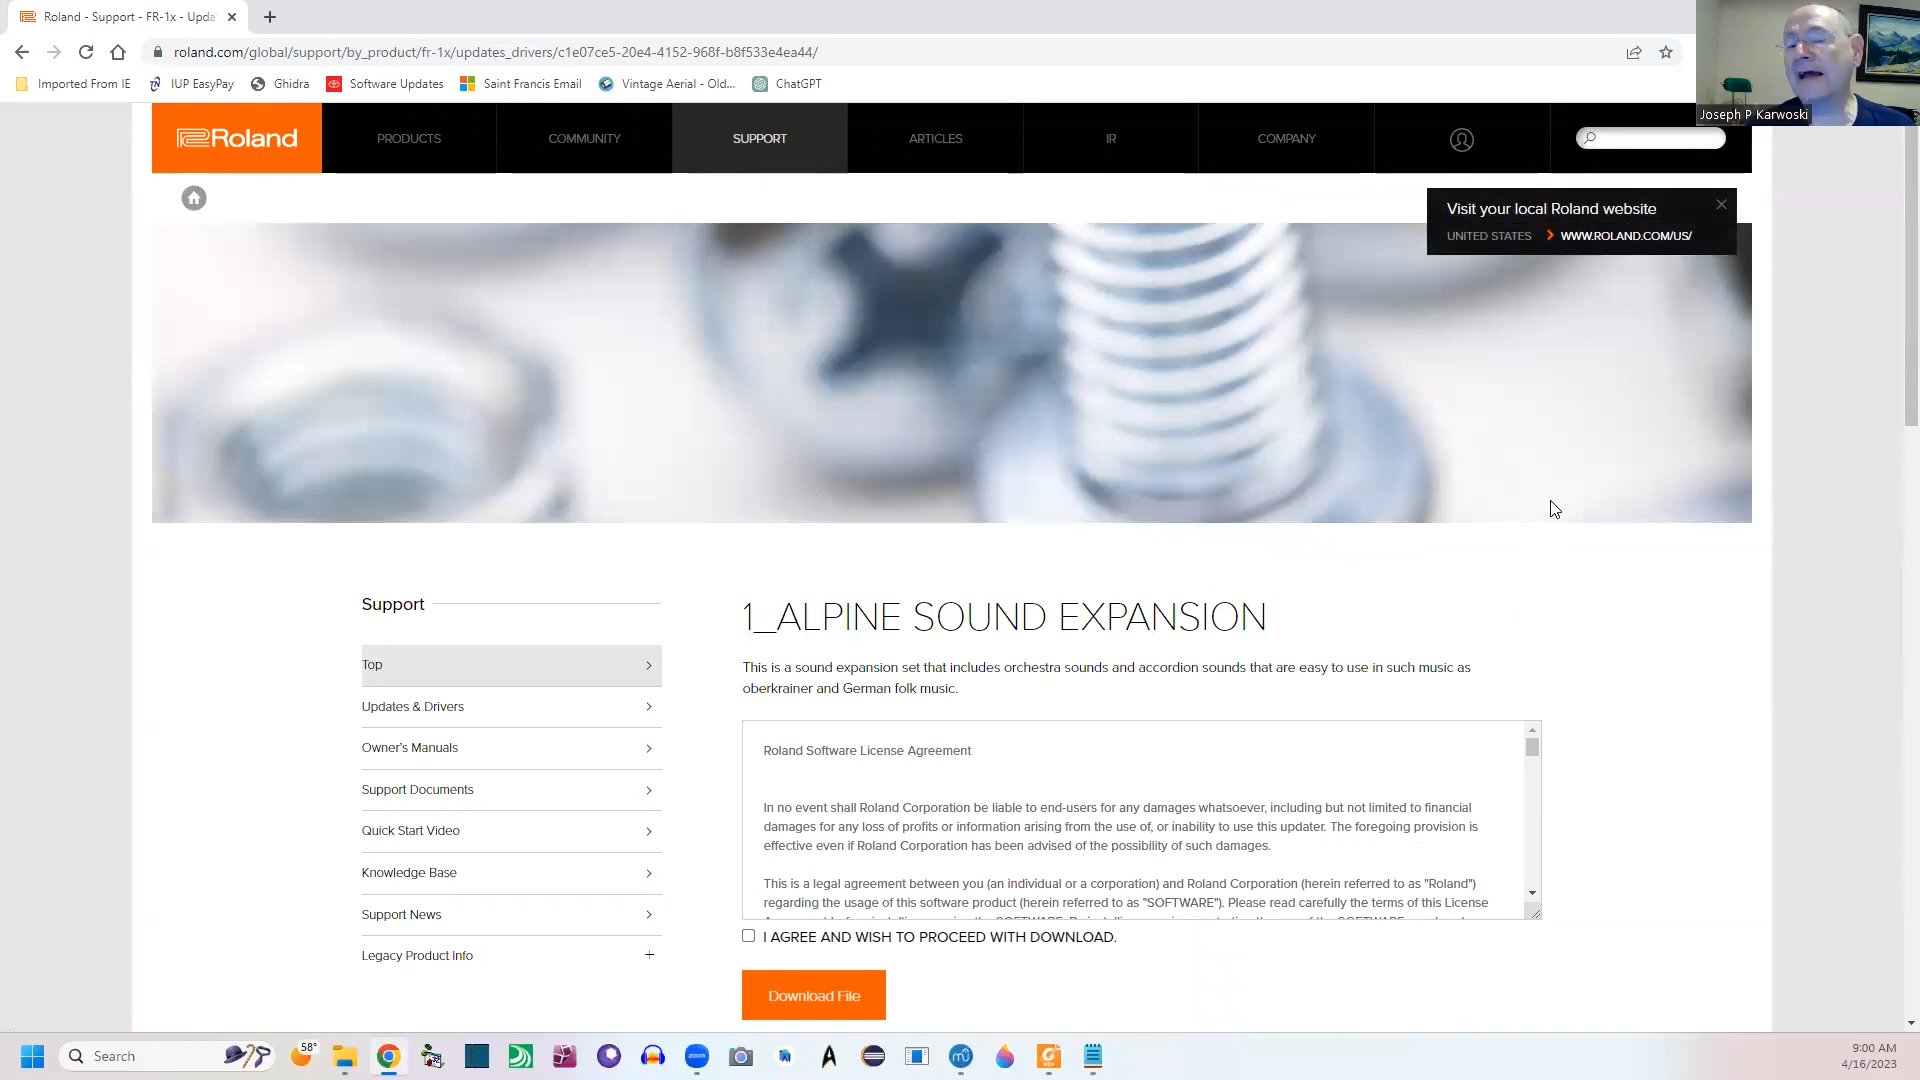 Roland - Support - FR-1x - Upda
roland.com/global/support/by_product/fr-1x/updates_drivers/c1e07ce5-20e4-4152-968f-b8f533e4ea44/
Imported From IE
IUP EasyPay
Ghidra
Software Updates
Saint Francis Email
Vintage Aerial - Old...
ChatGPT
Joseph P Karwoski
Roland
PRODUCTS
COMMUNITY
SUPPORT
ARTICLES
IR
COMPANY
Visit your local Roland website
UNITED STATES WWW.ROLAND.COM/US/
Support
Top
Updates & Drivers
Owner's Manuals
Support Documents
Quick Start Video
Knowledge Base
Support News
Legacy Product Info
1_ALPINE SOUND EXPANSION
This is a sound expansion set that includes orchestra sounds and accordion sounds that are easy to use in such music as
oberkrainer and German folk music.
Roland Software License Agreement
In no event shall Roland Corporation be liable to end-users for any damages whatsoever, including but not limited to financial
damages for any loss of profits or information arising from the use of, or inability to use this updater. The foregoing provision is
effective even if Roland Corporation has been advised of the possibility of such damages.
This is a legal agreement between you (an individual or a corporation) and Roland Corporation (herein referred to as "Roland")
regarding the usage of this software product (herein referred to as "SOFTWARE"). Please read carefully the terms of this License
I AGREE AND WISH TO PROCEED WITH DOWNLOAD.
Download File
Search
58°
zoom
9:00 AM
4/16/2023